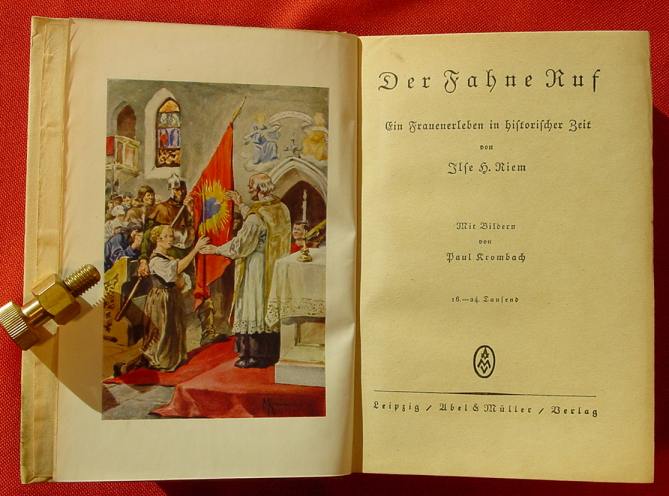 Der Fahne Ruf
Ein Frauenerleben in historischer Zeit
von
Ilse H. Riem
Mit Bildern
von
Paul Krombach
16.—24. Tausend
Leipzig / Abel & Müller / Verlag